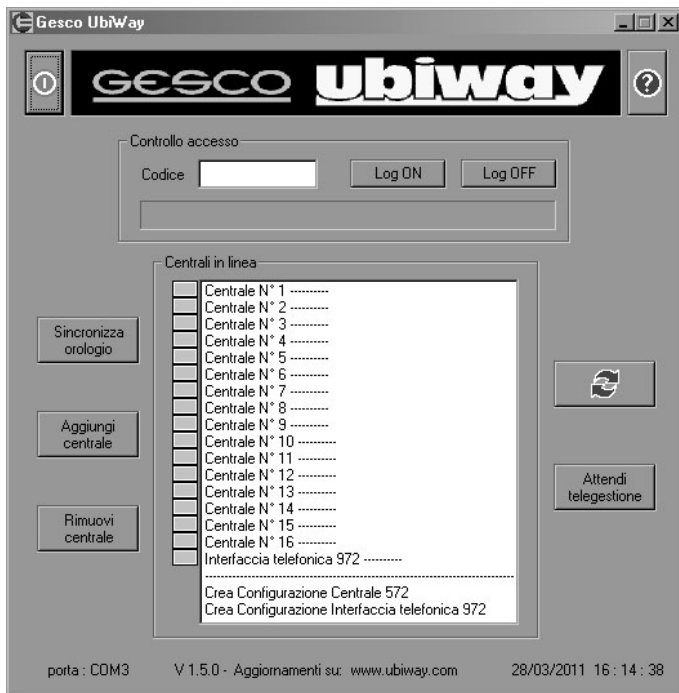 Gesco UbiWay
GESCO ubiway
Controllo accesso
Codice
Log ON
Log OFF
Centrali in linea
Centrale N° 1 ----------
Centrale N° 2 ----------
Centrale N° 3 ----------
Centrale N° 4 ----------
Centrale N° 5 ----------
Centrale N° 6 ----------
Centrale N° 7 ----------
Centrale N° 8 ----------
Centrale N° 9 ----------
Centrale N° 10 ----------
Centrale N° 11 ----------
Centrale N° 12 ----------
Centrale N° 13 ----------
Centrale N° 14 ----------
Centrale N° 15 ----------
Centrale N° 16 ----------
Interfaccia telefonica 972 ----------
Crea Configurazione Centrale 572
Crea Configurazione Interfaccia telefonica 972
Sincronizza
orologio
Aggiungi
centrale
Rimuovi
centrale
Attendi
telegestione
porta : COM3
V 1.5.0 - Aggiornamenti su: www.ubiway.com
28/03/2011 16 : 14 : 38